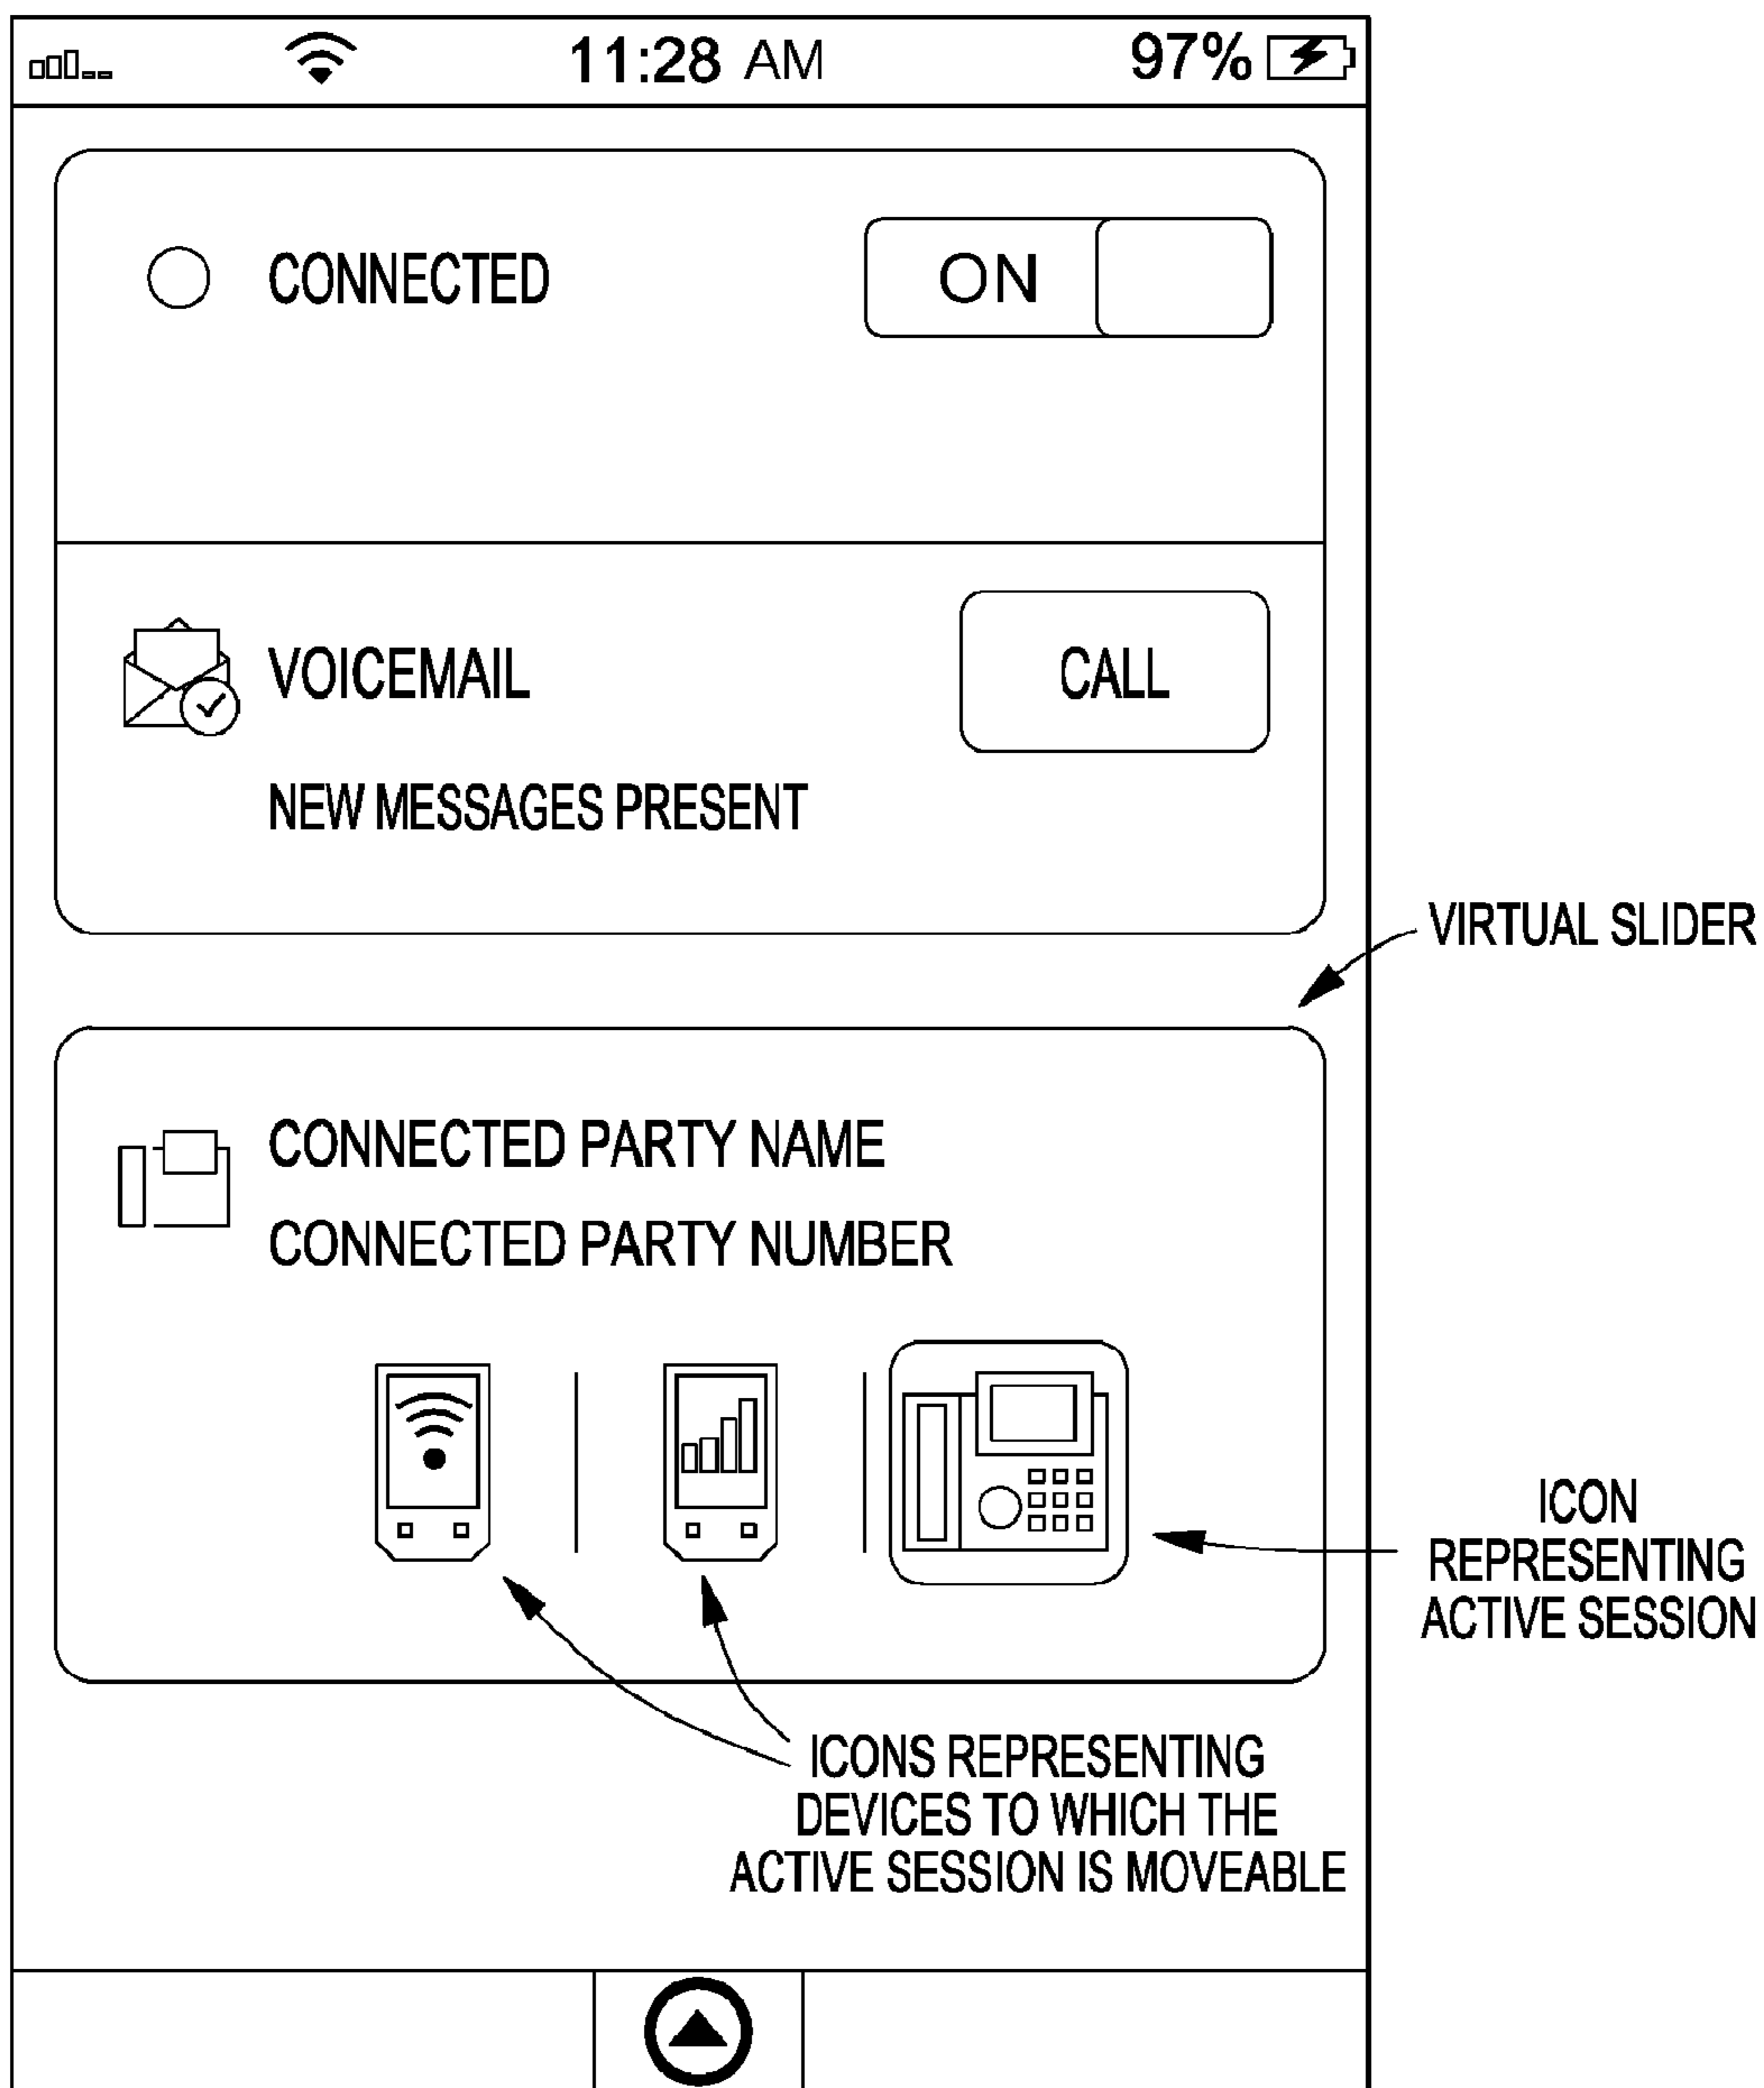 11:28 AM 97%
CONNECTED ON
VOICEMAIL CALL
NEW MESSAGES PRESENT
VIRTUAL SLIDER
CONNECTED PARTY NAME
CONNECTED PARTY NUMBER
ICON
REPRESENTING
ACTIVE SESSION
ICONS REPRESENTING
DEVICES TO WHICH THE
ACTIVE SESSION IS MOVEABLE